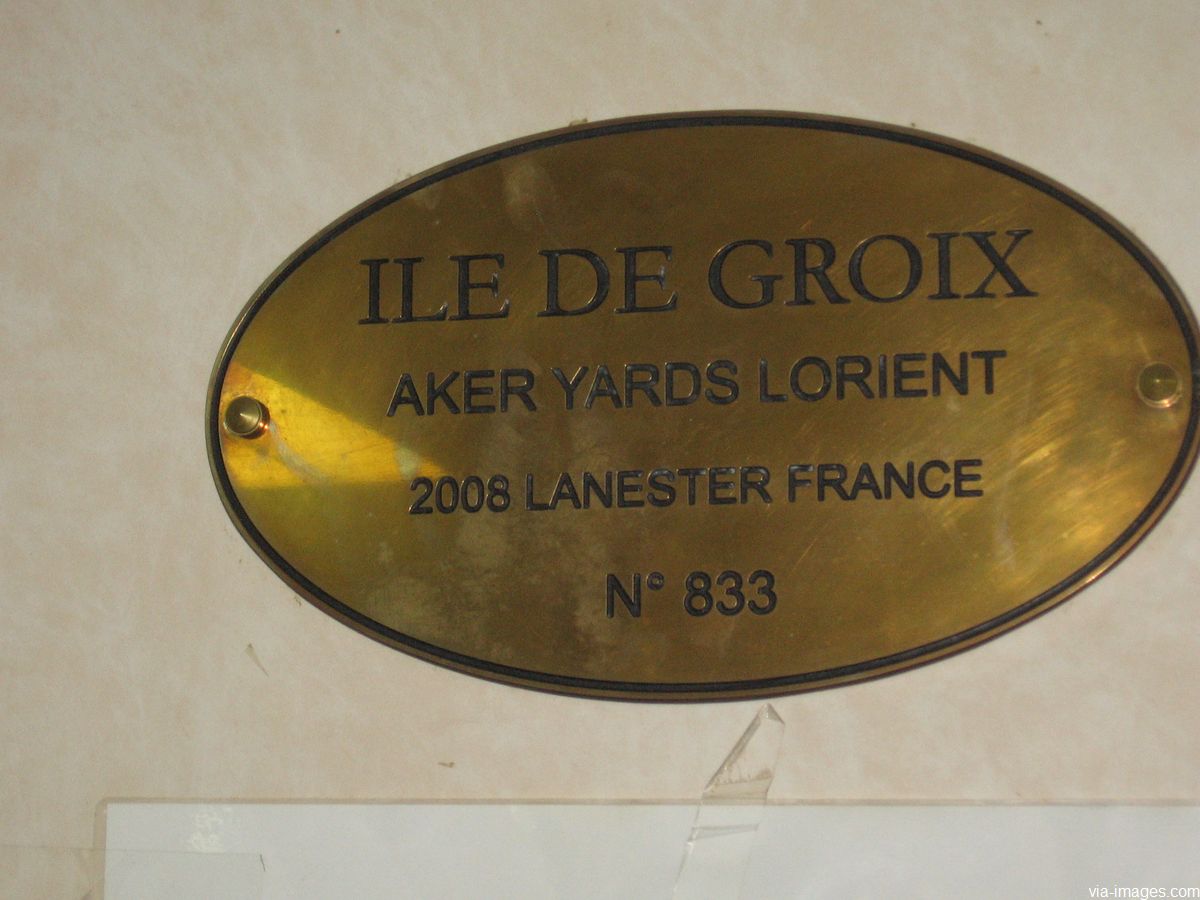 ILE DE GROIX
AKER YARDS LORIENT
2008 LANESTER FRANCE
N° 833
via-images.com